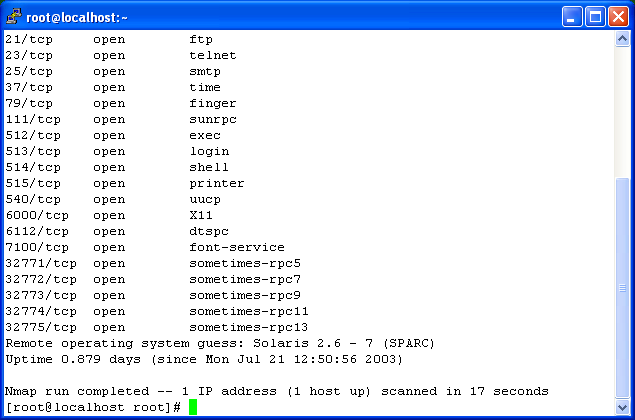 root@localhost:~
21/tcp open ftp
23/tcp open telnet
25/tcp open smtp
37/tcp open time
79/tcp open finger
111/tcp open sunrpc
512/tcp open exec
513/tcp open login
514/tcp open shell
515/tcp open printer
540/tcp open uucp
6000/tcp open X11
6112/tcp open dtspc
7100/tcp open font-service
32771/tcp open sometimes-rpc5
32772/tcp open sometimes-rpc7
32773/tcp open sometimes-rpc9
32774/tcp open sometimes-rpc11
32775/tcp open sometimes-rpc13
Remote operating system guess: Solaris 2.6 - 7 (SPARC)
Uptime 0.879 days (since Mon Jul 21 12:50:56 2003)
Nmap run completed -- 1 IP address (1 host up) scanned in 17 seconds
[root@localhost root]#